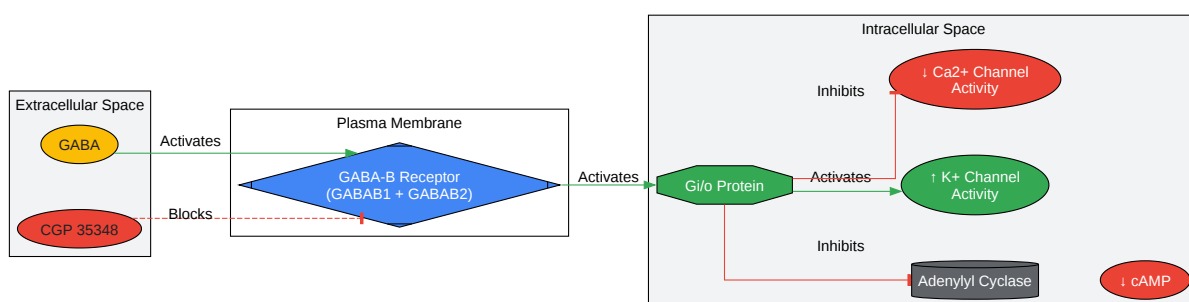 Intracellular Space
↓ Ca2+ Channel
Activity
Inhibits
Extracellular Space
Plasma Membrane
GABA
Activates
GABA-B Receptor
(GABAB1 + GABAB2)
Activates
Gi/o Protein
Activates
↑ K+ Channel
Activity
CGP 35348
Blocks
Inhibits
Adenylyl Cyclase
↓ cAMP